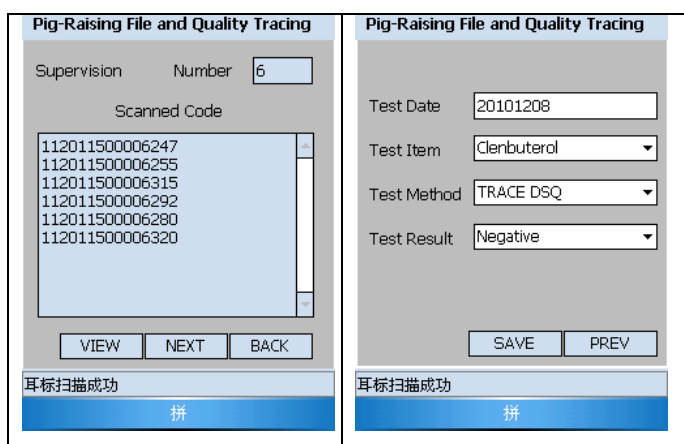 Pig-Raising File and Quality Tracing
Supervision Number 6
Scanned Code
112011500006247
112011500006255
112011500006315
112011500006292
112011500006280
112011500006320
VIEW NEXT BACK
耳标扫描成功
拼
Pig-Raising File and Quality Tracing
Test Date 20101208
Test Item Clenbuterol
Test Method TRACE DSQ
Test Result Negative
SAVE PREV
耳标扫描成功
拼